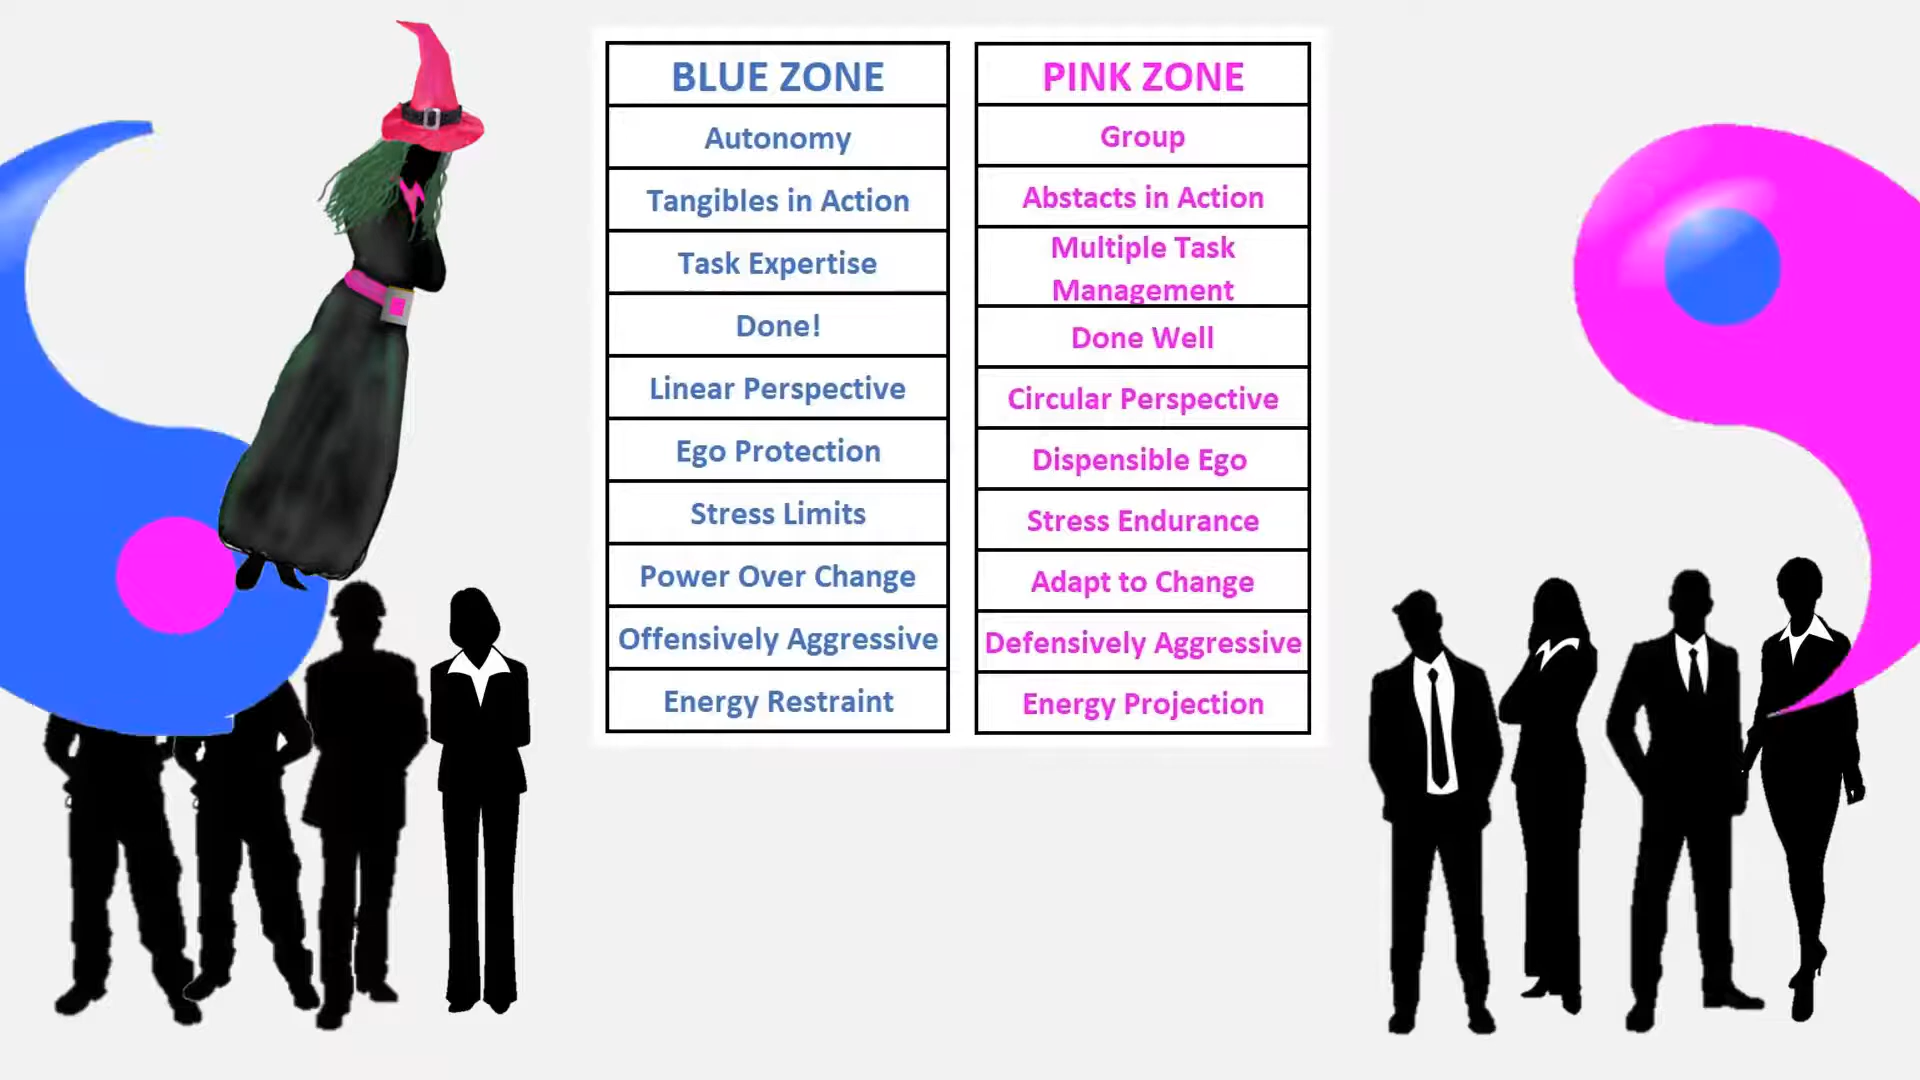 BLUE ZONE
Autonomy
Tangibles in Action
Task Expertise
Done!
Linear Perspective
Ego Protection
Stress Limits
Power Over Change
Offensively Aggressive
Energy Restraint
PINK ZONE
Group
Abstacts in Action
Multiple Task
Management
Done Well
Circular Perspective
Dispensible Ego
Stress Endurance
Adapt to Change
Defensively Aggressive
Energy Projection